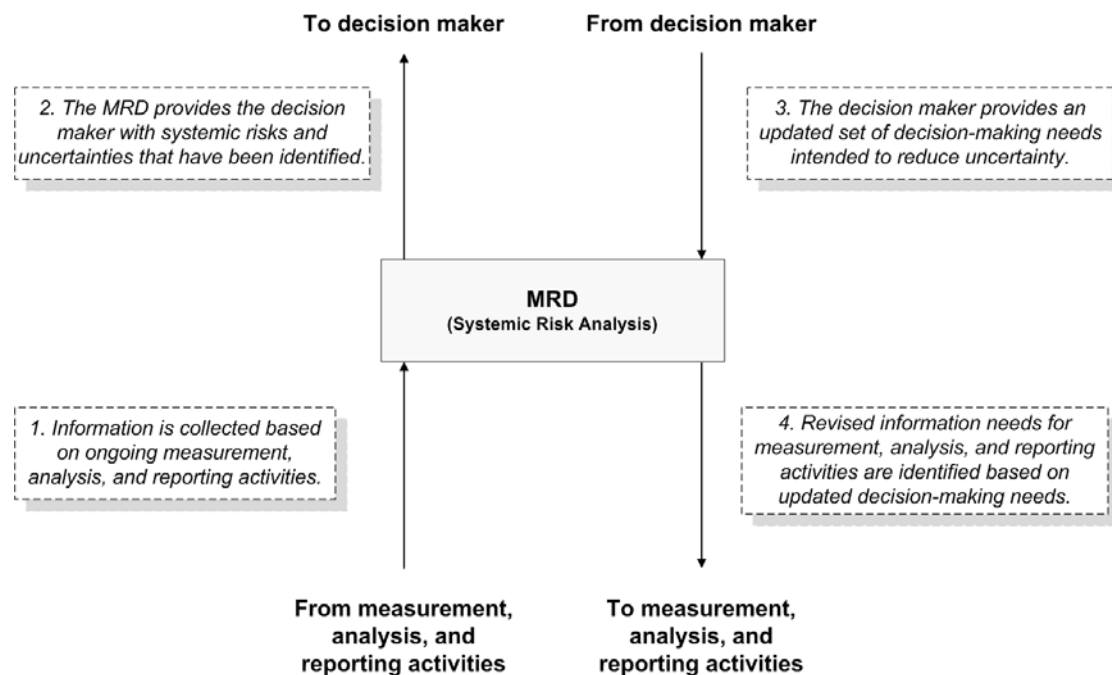 To decision maker
From decision maker
2. The MRD provides the decision
maker with systemic risks and
uncertainties that have been identified.
3. The decision maker provides an
updated set of decision-making needs
intended to reduce uncertainty.
MRD
(Systemic Risk Analysis)
1. Information is collected based
on ongoing measurement,
analysis, and reporting activities.
4. Revised information needs for
measurement, analysis, and reporting
activities are identified based on
updated decision-making needs.
From measurement,
analysis, and
reporting activities
To measurement,
analysis, and
reporting activities